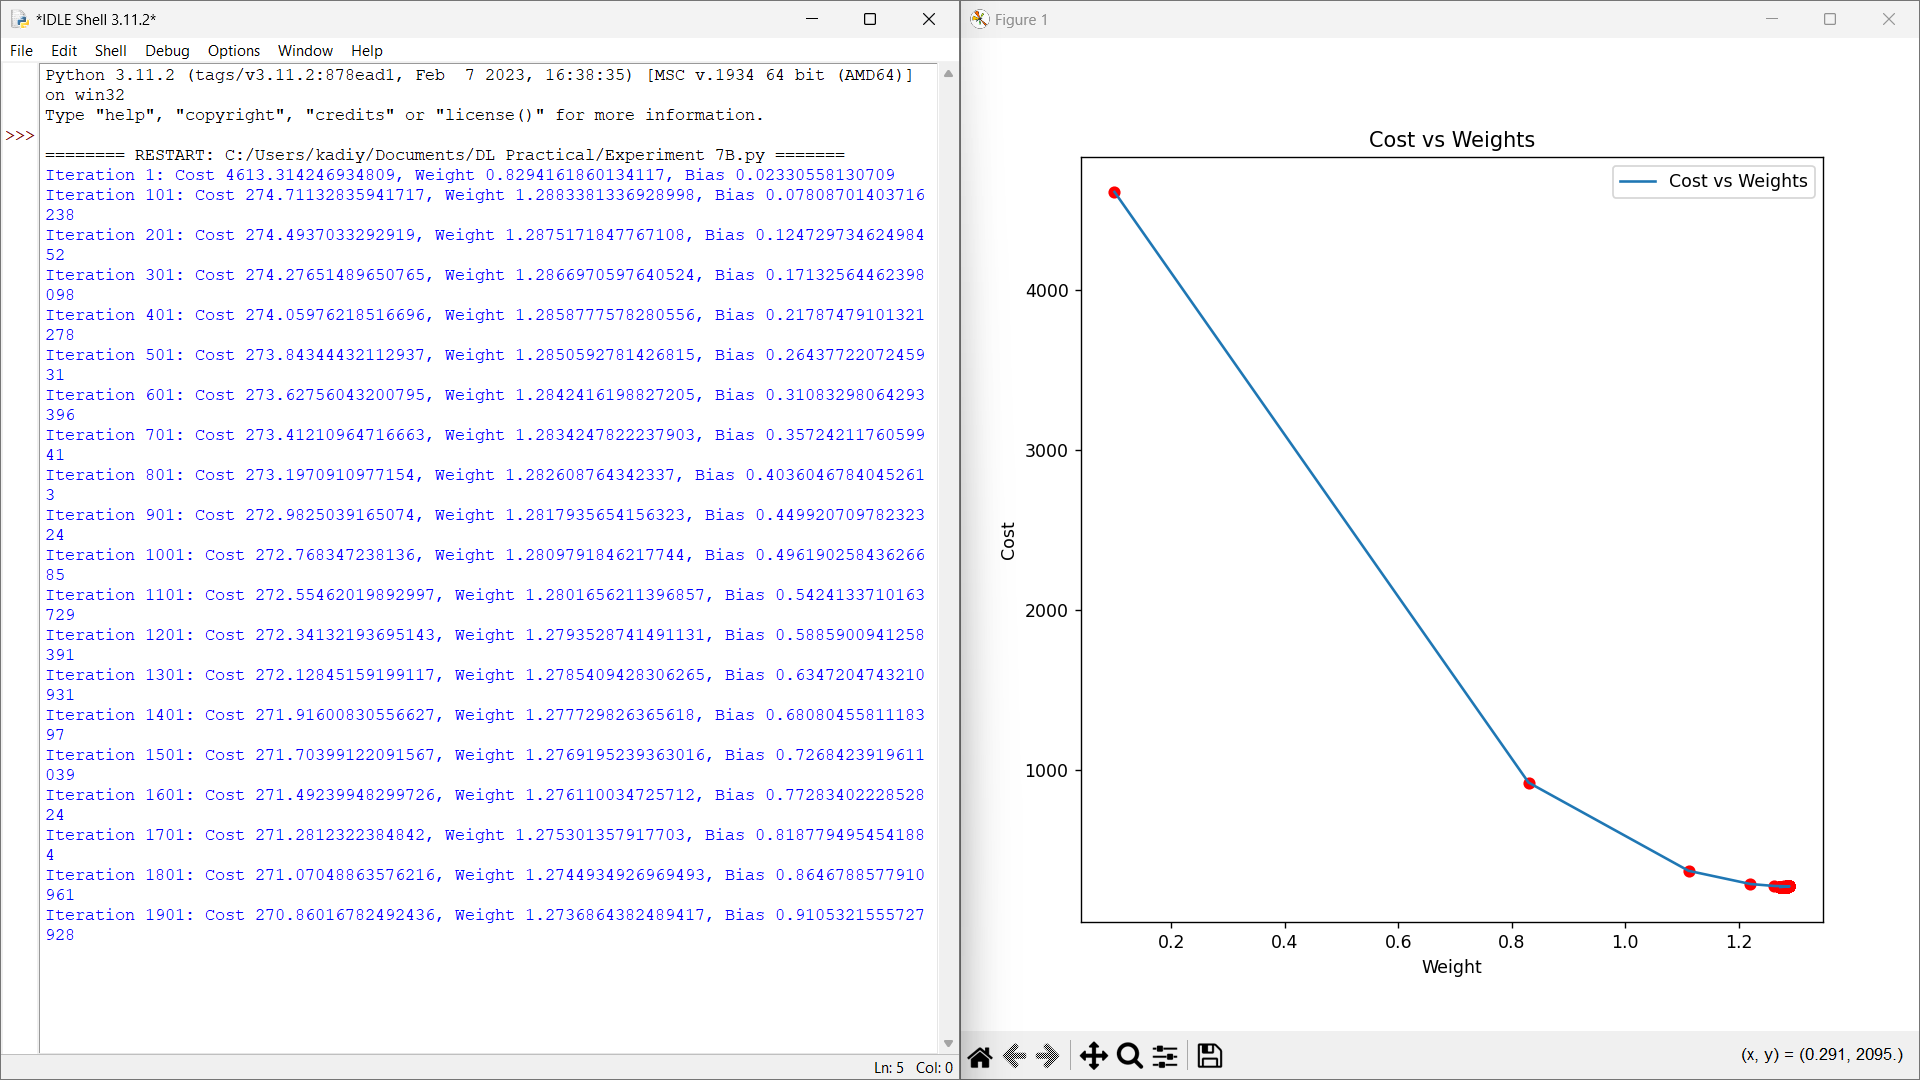 *IDLE Shell 3.11.2*
File Edit Shell Debug Options Window Help
Python 3.11.2 (tags/v3.11.2:878ead1, Feb  7 2023, 16:38:35) [MSC v.1934 64 bit (AMD64)]
on win32
Type "help", "copyright", "credits" or "license()" for more information.
>>>
======== RESTART: C:/Users/kadiy/Documents/DL Practical/Experiment 7B.py =======
Iteration 1: Cost 4613.314246934809, Weight 0.8294161860134117, Bias 0.02330558130709
Iteration 101: Cost 274.71132835941717, Weight 1.2883381336928998, Bias 0.07808701403716
238
Iteration 201: Cost 274.4937033292919, Weight 1.2875171847767108, Bias 0.124729734624984
52
Iteration 301: Cost 274.27651489650765, Weight 1.2866970597640524, Bias 0.17132564462398
098
Iteration 401: Cost 274.05976218516696, Weight 1.2858777578280556, Bias 0.21787479101321
278
Iteration 501: Cost 273.84344432112937, Weight 1.2850592781426815, Bias 0.26437722072459
31
Iteration 601: Cost 273.62756043200795, Weight 1.2842416198827205, Bias 0.31083298064293
396
Iteration 701: Cost 273.41210964716663, Weight 1.2834247822237903, Bias 0.35724211760599
41
Iteration 801: Cost 273.1970910977154, Weight 1.282608764342337, Bias 0.4036046784045261
3
Iteration 901: Cost 272.9825039165074, Weight 1.2817935654156323, Bias 0.449920709782323
24
Iteration 1001: Cost 272.768347238136, Weight 1.2809791846217744, Bias 0.496190258436266
85
Iteration 1101: Cost 272.55462019892997, Weight 1.2801656211396857, Bias 0.5424133710163
729
Iteration 1201: Cost 272.34132193695143, Weight 1.2793528741491131, Bias 0.5885900941258
391
Iteration 1301: Cost 272.12845159199117, Weight 1.2785409428306265, Bias 0.6347204743210
931
Iteration 1401: Cost 271.91600830556627, Weight 1.277729826365618, Bias 0.68080455811183
97
Iteration 1501: Cost 271.70399122091567, Weight 1.2769195239363016, Bias 0.7268423919611
039
Iteration 1601: Cost 271.49239948299726, Weight 1.276110034725712, Bias 0.77283402228528
24
Iteration 1701: Cost 271.2812322384842, Weight 1.275301357917703, Bias 0.818779495454188
4
Iteration 1801: Cost 271.07048863576216, Weight 1.2744934926969493, Bias 0.8646788577910
961
Iteration 1901: Cost 270.86016782492436, Weight 1.2736864382489417, Bias 0.9105321555727
928
Ln: 5 Col: 0
Figure 1
Cost vs Weights
Cost vs Weights
4000
3000
2000
1000
Cost
0.2 0.4 0.6 0.8 1.0 1.2
Weight
(x, y) = (0.291, 2095.)